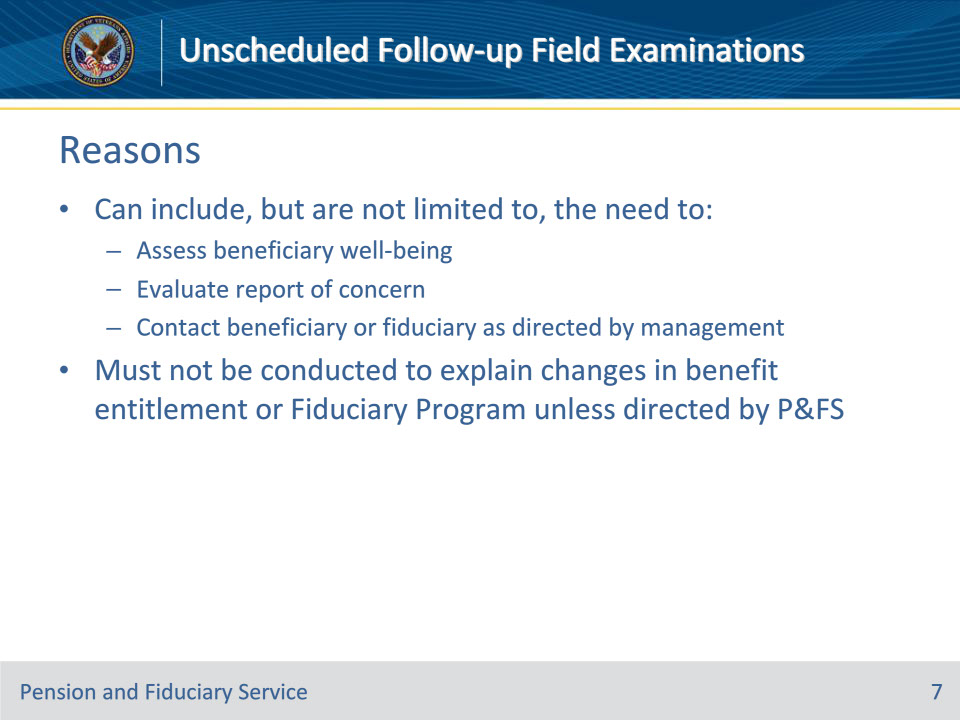 Unscheduled Follow-up Field Examinations
Reasons
• Can include, but are not limited to, the need to:
– Assess beneficiary well-being
– Evaluate report of concern
– Contact beneficiary or fiduciary as directed by management
• Must not be conducted to explain changes in benefit
entitlement or Fiduciary Program unless directed by P&FS
Pension and Fiduciary Service
7